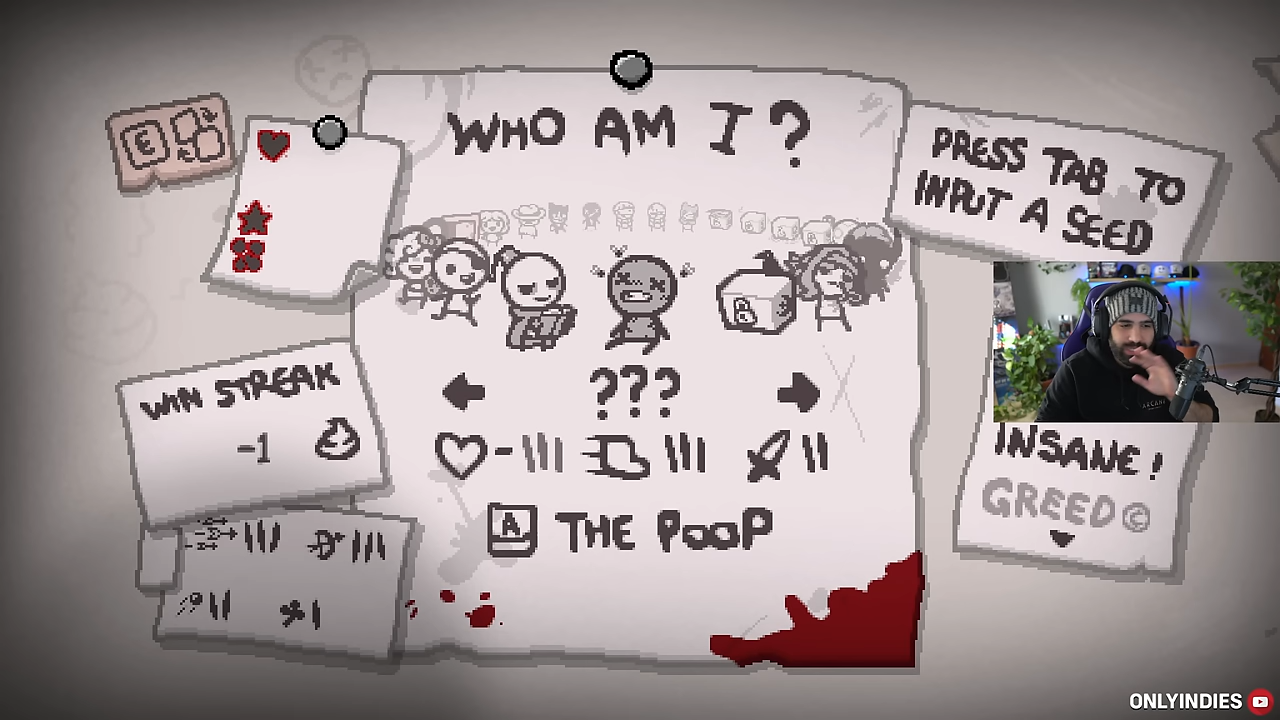 WHO AM I?
PRESS TAB TO
INPUT A SEED
WIN STREAK
-1
???
A THE POOP
INSANE!
GREED
ONLYINDIES